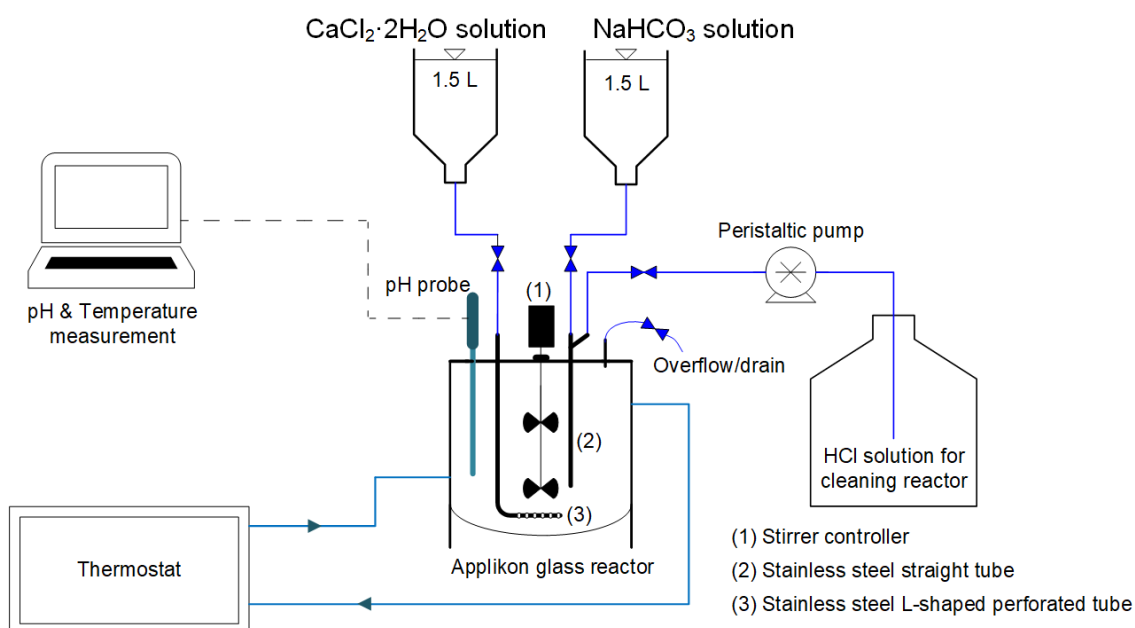 CaCl₂·2H₂O solution
NaHCO₃ solution
1.5 L
1.5 L
Peristaltic pump
pH probe
(1)
pH & Temperature
measurement
Overflow/drain
(2)
HCl solution for
cleaning reactor
(3)
(1) Stirrer controller
Thermostat
Applikon glass reactor
(2) Stainless steel straight tube
(3) Stainless steel L-shaped perforated tube